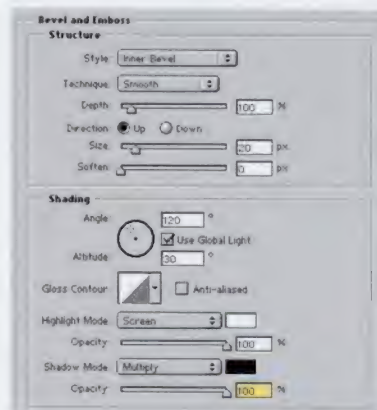 Bevel and Emboss
Structure
Style: Inner Bevel
Technique: Smooth
Depth: 100 %
Direction: Up Down
Size: 20 px
Soften: 0 px
Shading
Angle: 120 °
Use Global Light
Altitude: 30 °
Gloss Contour: Anti-aliased
Highlight Mode: Screen
Opacity: 100 %
Shadow Mode: Multiply
Opacity: 100 %